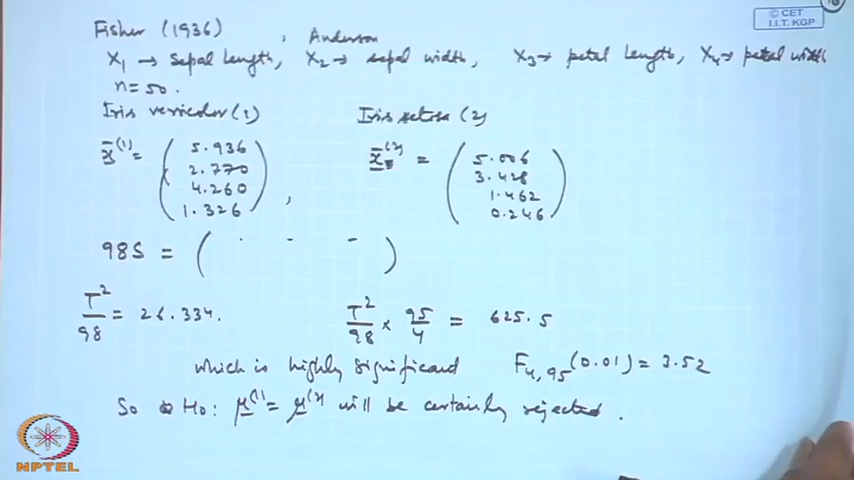 © CET
I.I.T. KGP
Fisher (1936) , Anderson
X₁ → Sepal length, X₂ → sepal width, X₃ → petal length, X₄ → petal width
n = 50.
Iris versicolor (1) Iris setosa (2)
x̄⁽¹⁾ = (5.936 2.770 4.260 1.326) , x̄⁽²⁾ = (5.006 3.428 1.462 0.246)
98S = ( · - - )
T²/98 = 26.334. T²/98 × 95/4 = 625.5
which is highly significant F₄,₉₅(0.01) = 3.52
So H₀: μ⁽¹⁾ = μ⁽²⁾ will be certainly rejected.
NPTEL